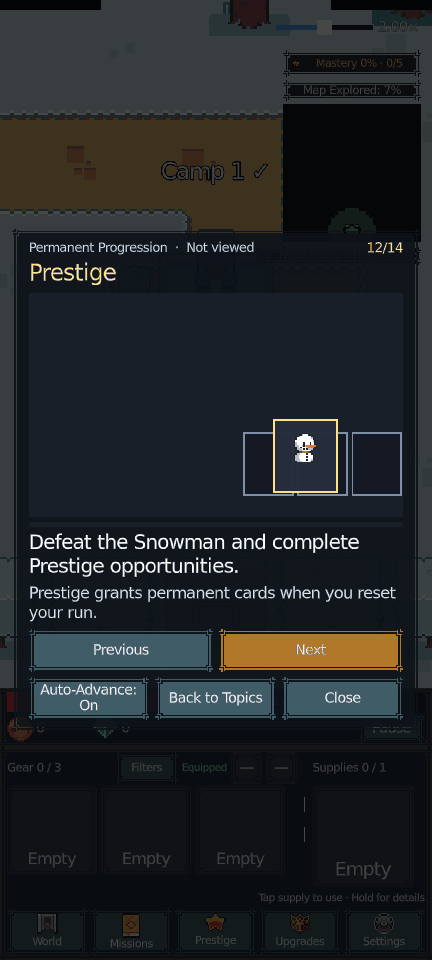 2.00x
Mastery 0% · 0/5
Map Explored: 7%
Camp 1 ✓
Permanent Progression · Not viewed
12/14
Prestige
Defeat the Snowman and complete
Prestige opportunities.
Prestige grants permanent cards when you reset
your run.
Previous
Next
Auto-Advance:
On
Back to Topics
Close
Pause
Gear 0 / 3
Filters
Equipped
Supplies 0 / 1
Empty
Empty
Empty
Empty
Tap supply to use · Hold for details
World
Missions
Prestige
Upgrades
Settings